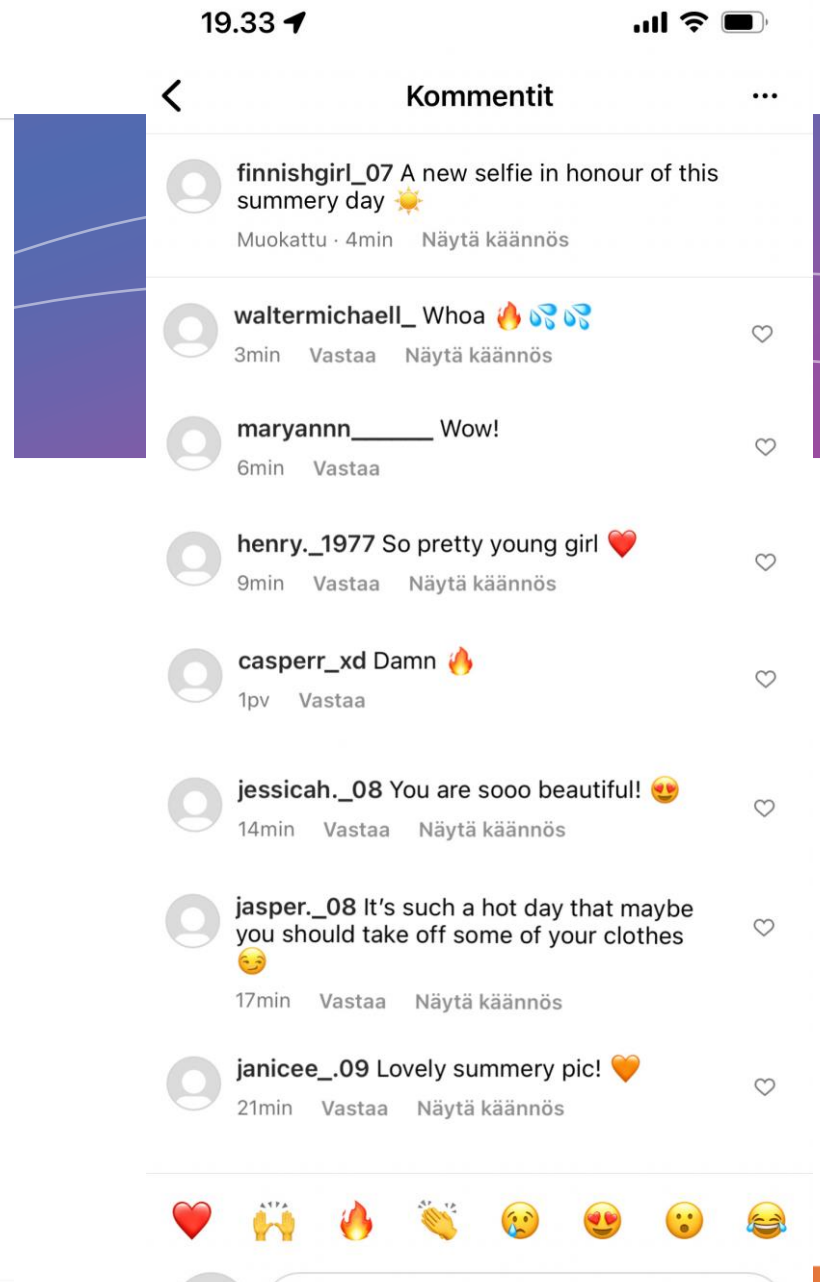 19.33
Kommentit
finnishgirl_07 A new selfie in honour of this
summery day ☀️
Muokattu · 4min Näytä käännös
waltermichaell_ Whoa 🔥💦💦
3min Vastaa Näytä käännös
maryannn______ Wow!
6min Vastaa
henry._1977 So pretty young girl ❤️
9min Vastaa Näytä käännös
casperr_xd Damn 🔥
1pv Vastaa
jessicah._08 You are sooo beautiful! 😍
14min Vastaa Näytä käännös
jasper._08 It's such a hot day that maybe
you should take off some of your clothes
😏
17min Vastaa Näytä käännös
janicee_.09 Lovely summery pic! 🧡
21min Vastaa Näytä käännös
❤️ 🙌 🔥 👏 😢 😍 😮 😂